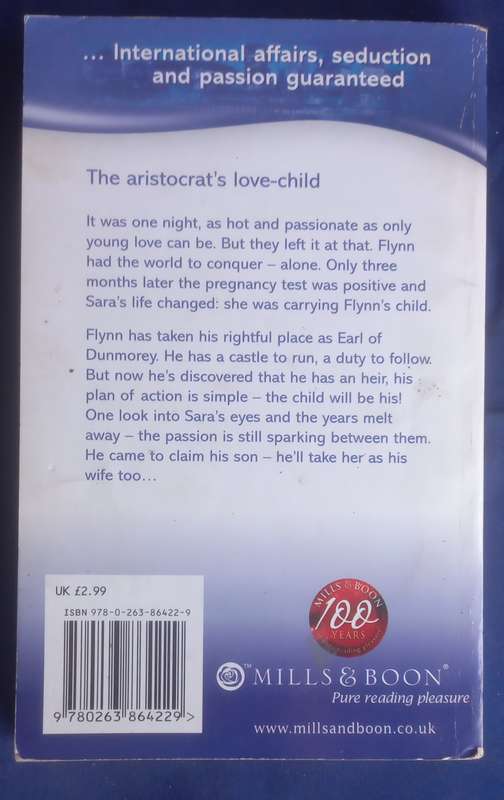 ... International affairs, seduction
and passion guaranteed
The aristocrat's love-child
It was one night, as hot and passionate as only
young love can be. But they left it at that. Flynn
had the world to conquer – alone. Only three
months later the pregnancy test was positive and
Sara's life changed: she was carrying Flynn's child.
Flynn has taken his rightful place as Earl of
Dunmorey. He has a castle to run, a duty to follow.
But now he's discovered that he has an heir, his
plan of action is simple – the child will be his!
One look into Sara's eyes and the years melt
away – the passion is still sparking between them.
He came to claim his son – he'll take her as his
wife too...
UK £2.99
ISBN 978-0-263-86422-9
9 780263 864229 >
MILLS & BOON
100
YEARS
™ MILLS & BOON®
Pure reading pleasure
www.millsandboon.co.uk